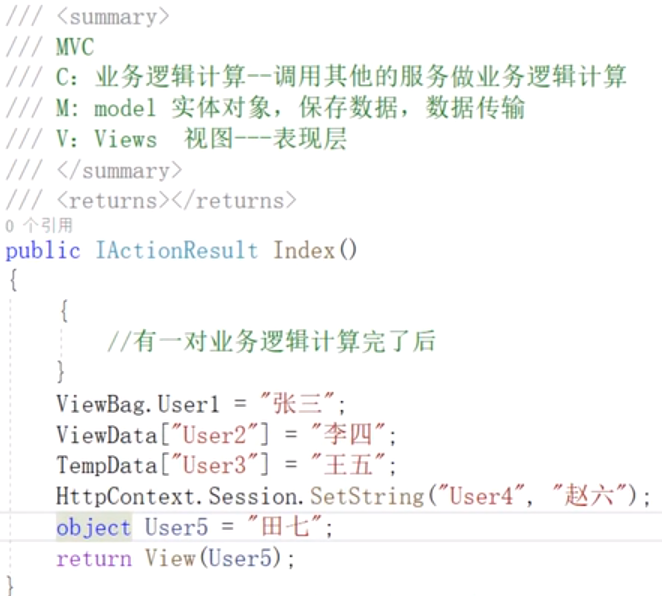 /// <summary>
/// MVC
/// C：业务逻辑计算--调用其他的服务做业务逻辑计算
/// M: model 实体对象，保存数据，数据传输
/// V：Views  视图---表现层
/// </summary>
/// <returns></returns>
0 个引用
public IActionResult Index()
{
{
//有一对业务逻辑计算完了后
}
ViewBag.User1 = "张三";
ViewData["User2"] = "李四";
TempData["User3"] = "王五";
HttpContext.Session.SetString("User4", "赵六");
object User5 = "田七";
return View(User5);
}